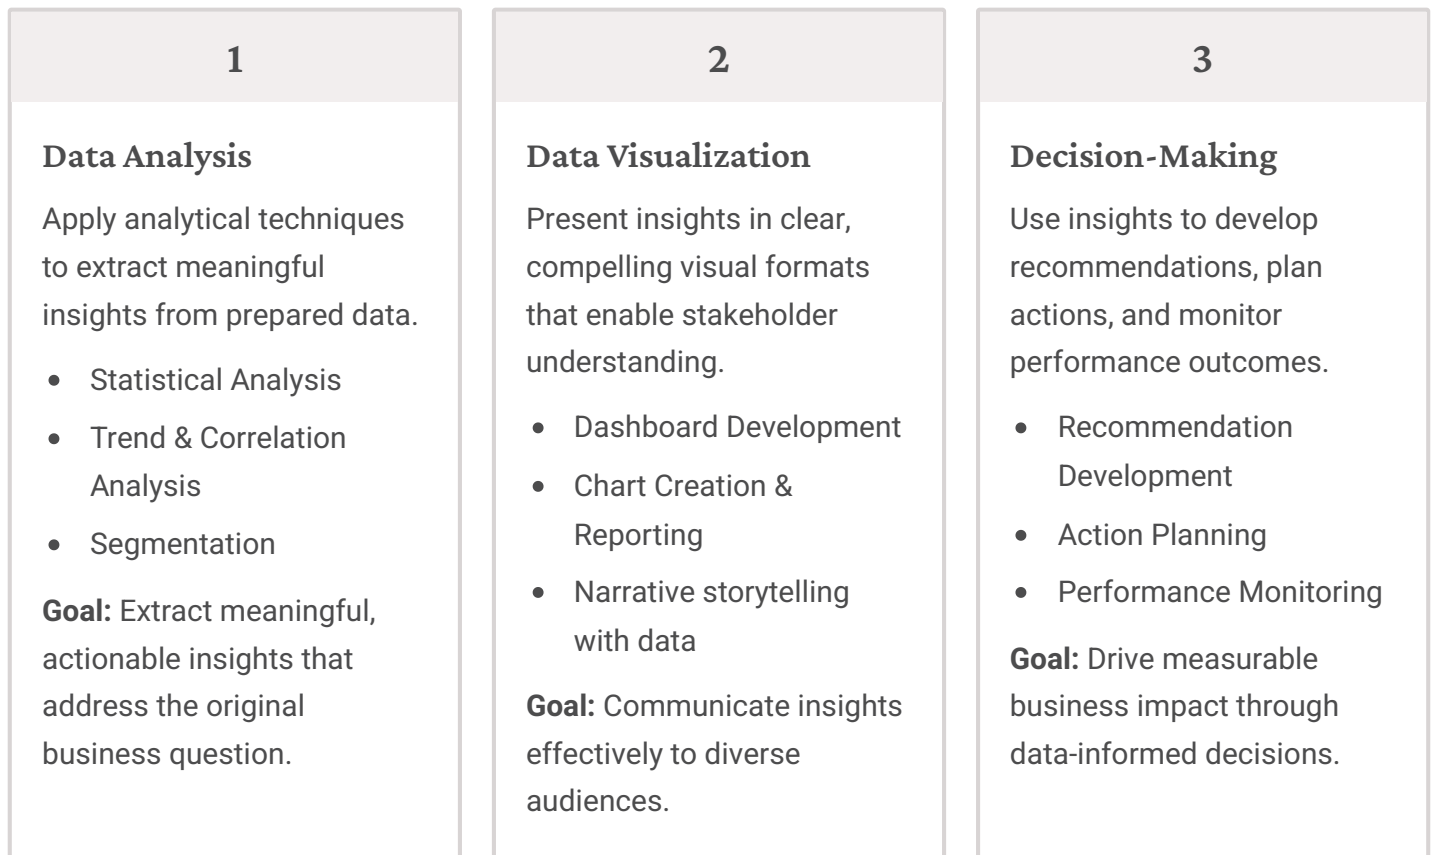 1
Data Analysis
Apply analytical techniques
to extract meaningful
insights from prepared data.
• Statistical Analysis
• Trend & Correlation
Analysis
• Segmentation
Goal: Extract meaningful,
actionable insights that
address the original
business question.
2
Data Visualization
Present insights in clear,
compelling visual formats
that enable stakeholder
understanding.
• Dashboard Development
• Chart Creation &
Reporting
• Narrative storytelling
with data
Goal: Communicate insights
effectively to diverse
audiences.
3
Decision-Making
Use insights to develop
recommendations, plan
actions, and monitor
performance outcomes.
• Recommendation
Development
• Action Planning
• Performance Monitoring
Goal: Drive measurable
business impact through
data-informed decisions.